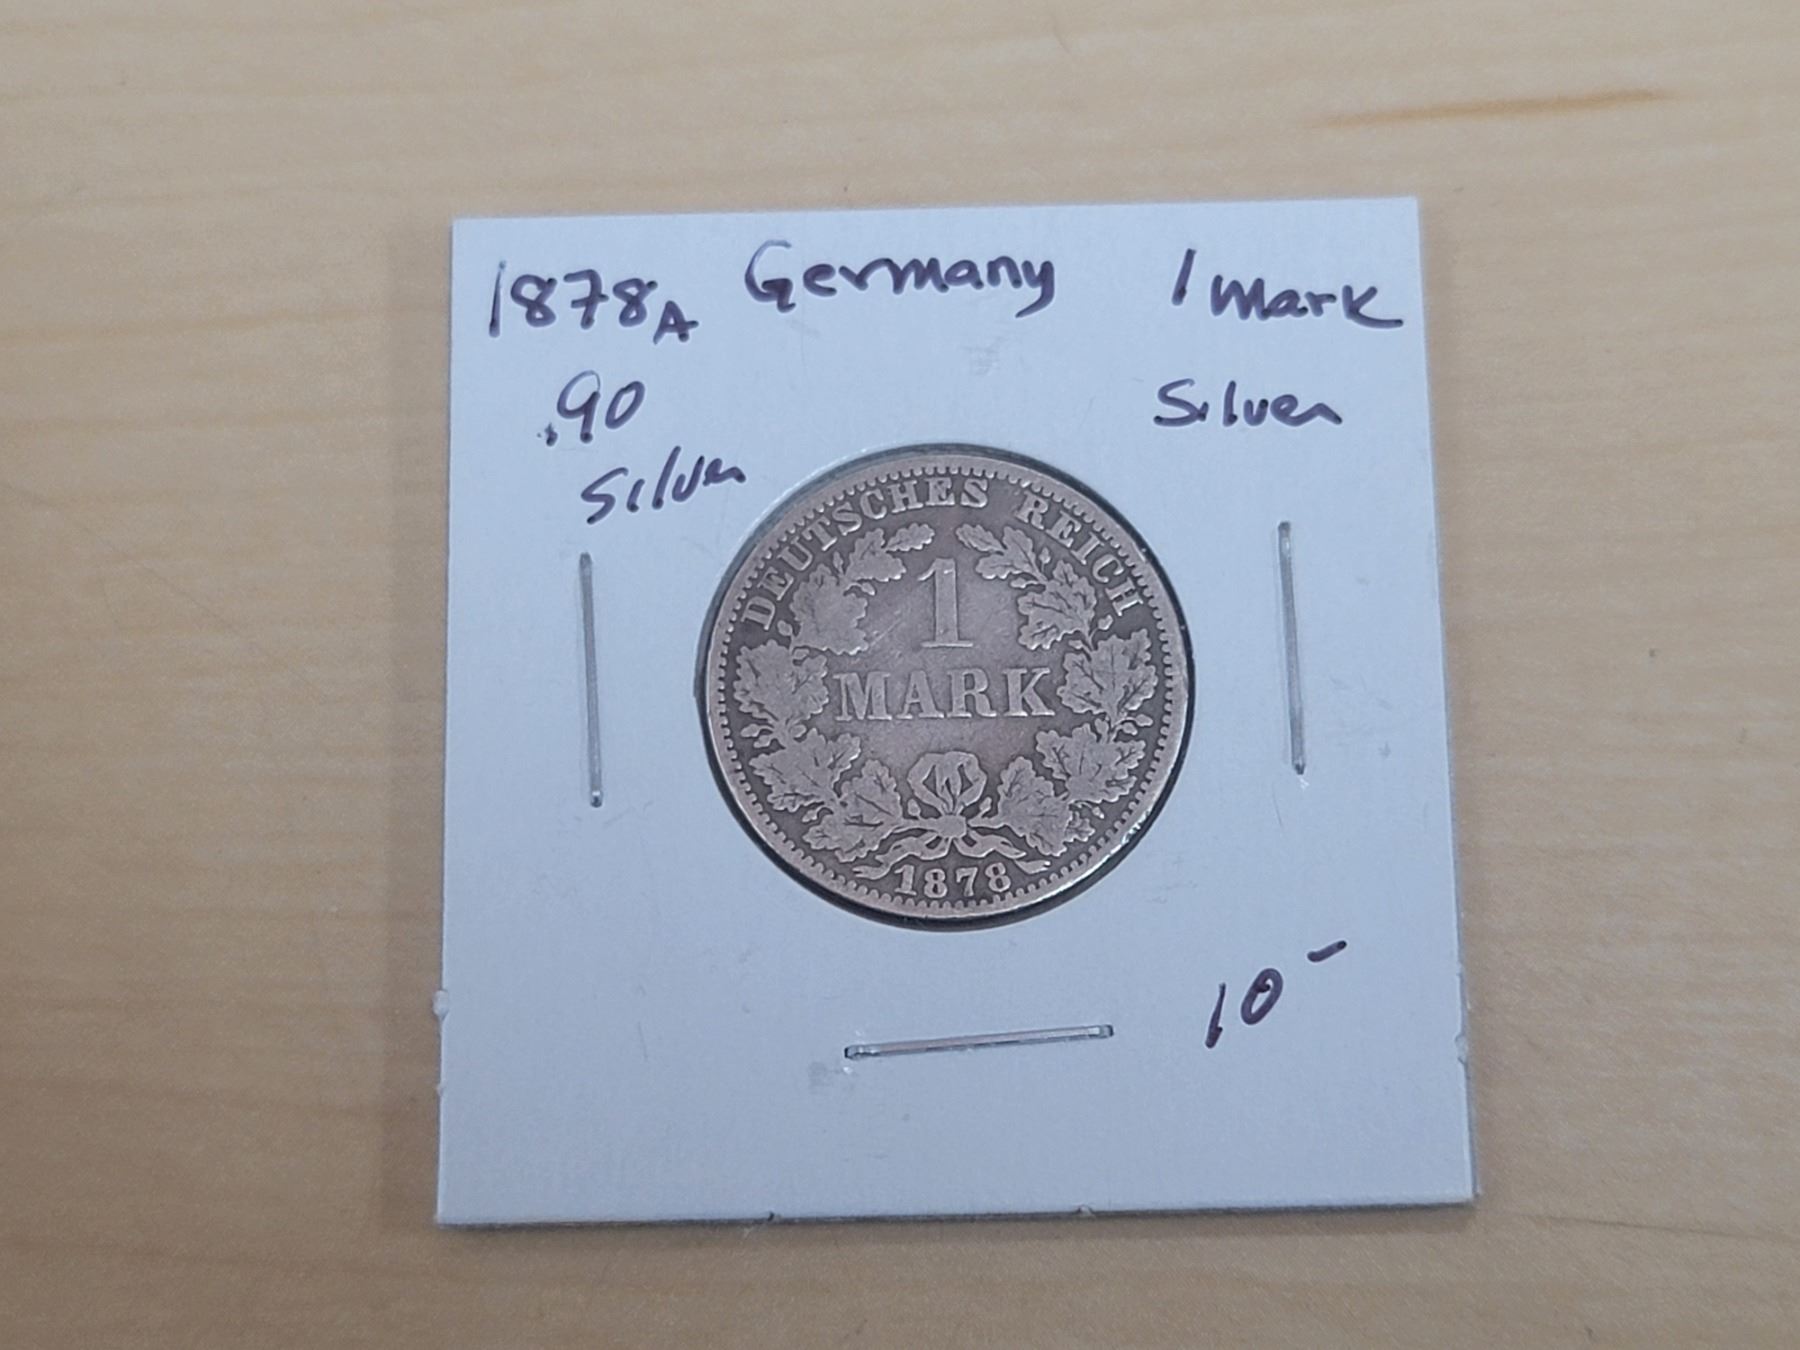 1878A Germany 1 Mark
.90 Silver
Silver
DEUTSCHES REICH
1
MARK
1878
10-